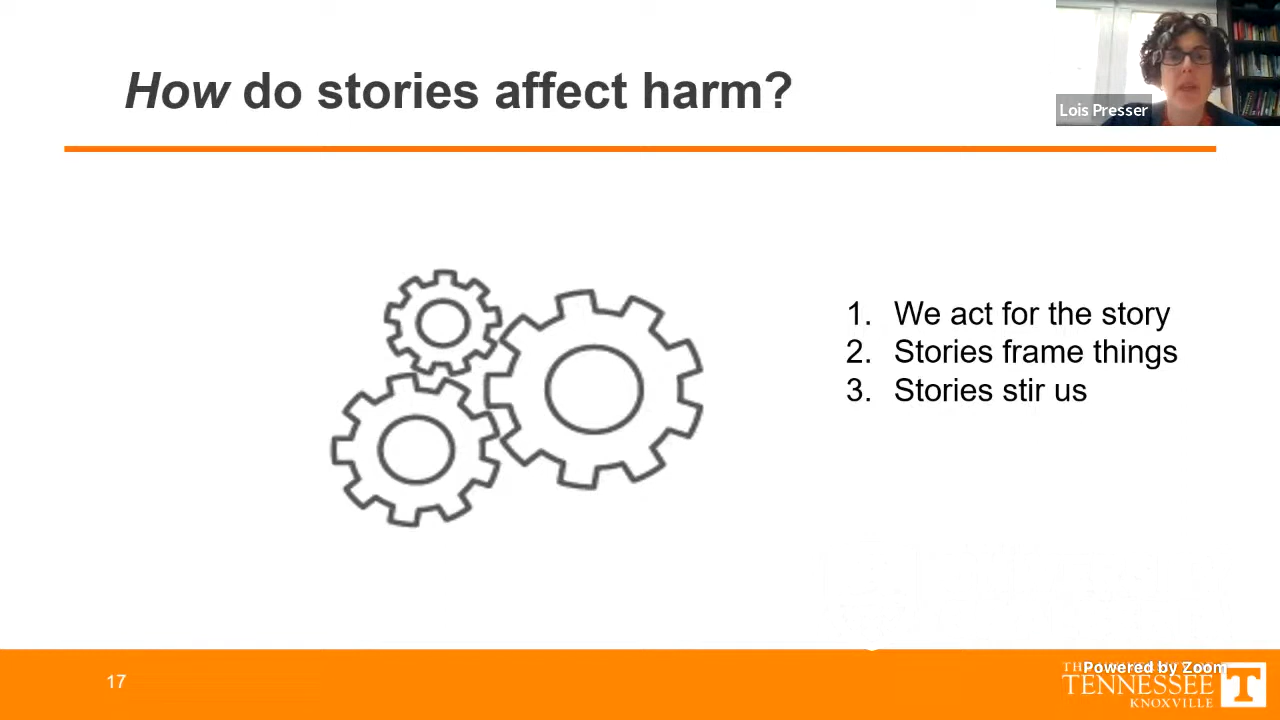 How do stories affect harm?
Lois Presser
1. We act for the story
2. Stories frame things
3. Stories stir us
17
Powered by Zoom
TENNESSEE
KNOXVILLE
T